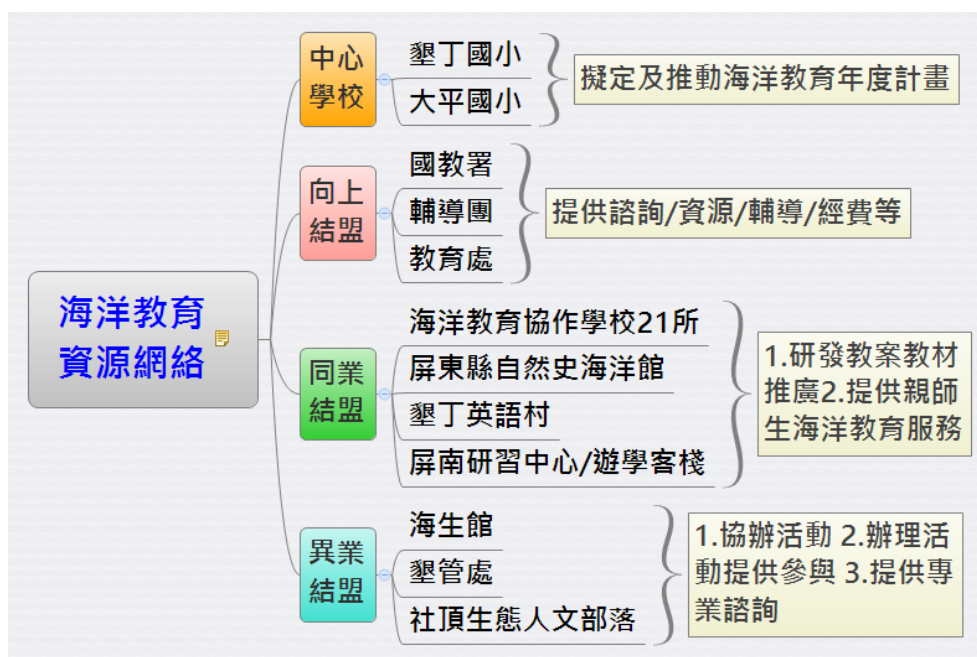 海洋教育
資源網絡
中心
學校
墾丁國小
大平國小
擬定及推動海洋教育年度計畫
向上
結盟
國教署
輔導團
教育處
提供諮詢/資源/輔導/經費等
同業
結盟
海洋教育協作學校21所
屏東縣自然史海洋館
墾丁英語村
屏南研習中心/遊學客棧
1.研發教案教材
推廣2.提供親師
生海洋教育服務
異業
結盟
海生館
墾管處
社頂生態人文部落
1.協辦活動 2.辦理活
動提供參與 3.提供專
業諮詢